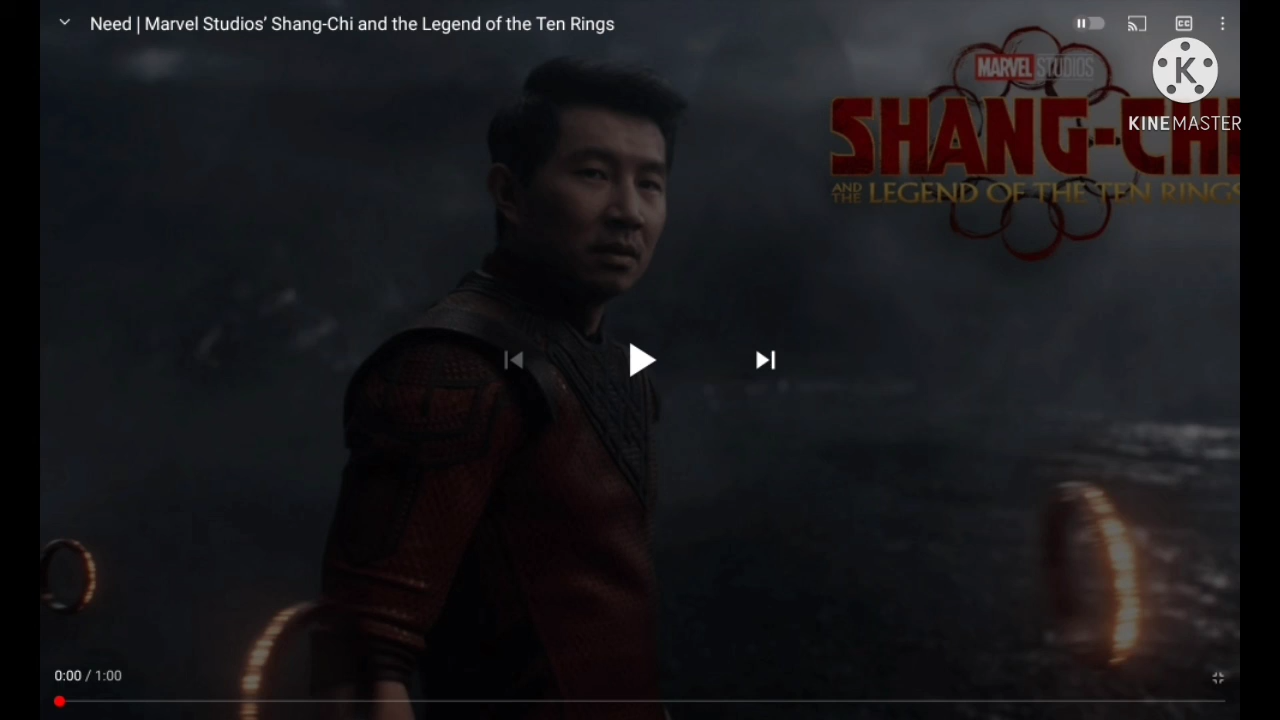 Need | Marvel Studios’ Shang-Chi and the Legend of the Ten Rings
CC
MARVEL STUDIOS
K
KINEMASTER
SHANG-CHI
AND THE LEGEND OF THE TEN RINGS
0:00 / 1:00